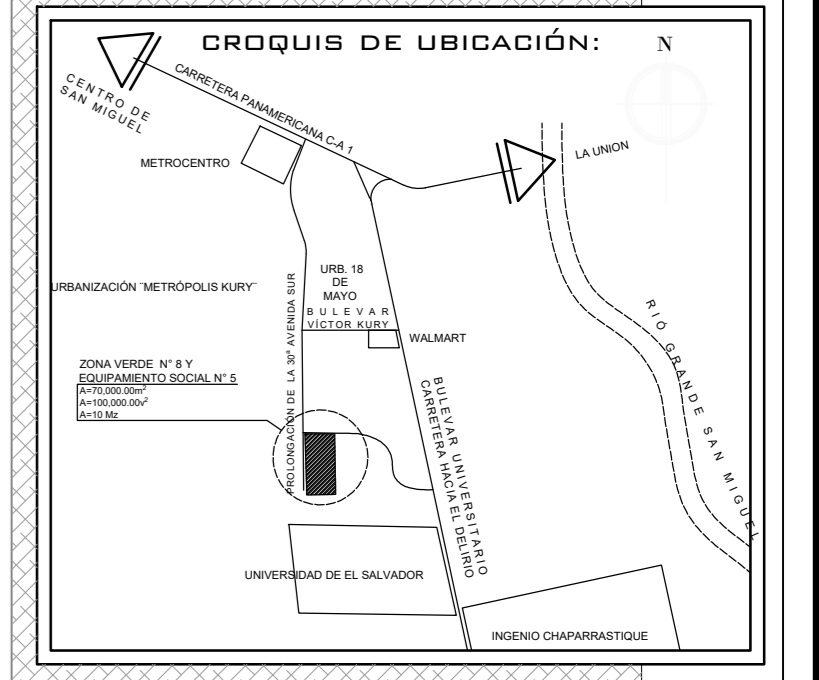 CROQUIS DE UBICACIÓN:
N
CENTRO DE
SAN MIGUEL
CARRETERA PANAMERICANA C-A 1
METROCENTRO
LA UNION
URBANIZACIÓN ¨METRÓPOLIS KURY¨
URB. 18
DE
MAYO
BULEVAR
VÍCTOR KURY
WALMART
PROLONGACIÓN DE LA 30ª AVENIDA SUR
RIÓ GRANDE SAN MIGUEL
ZONA VERDE N° 8 Y
EQUIPAMIENTO SOCIAL N° 5
A=70,000.00m²
A=100,000.00v²
A=10 Mz
BULEVAR UNIVERSITARIO
CARRETERA HACIA EL DELIRIO
UNIVERSIDAD DE EL SALVADOR
INGENIO CHAPARRASTIQUE